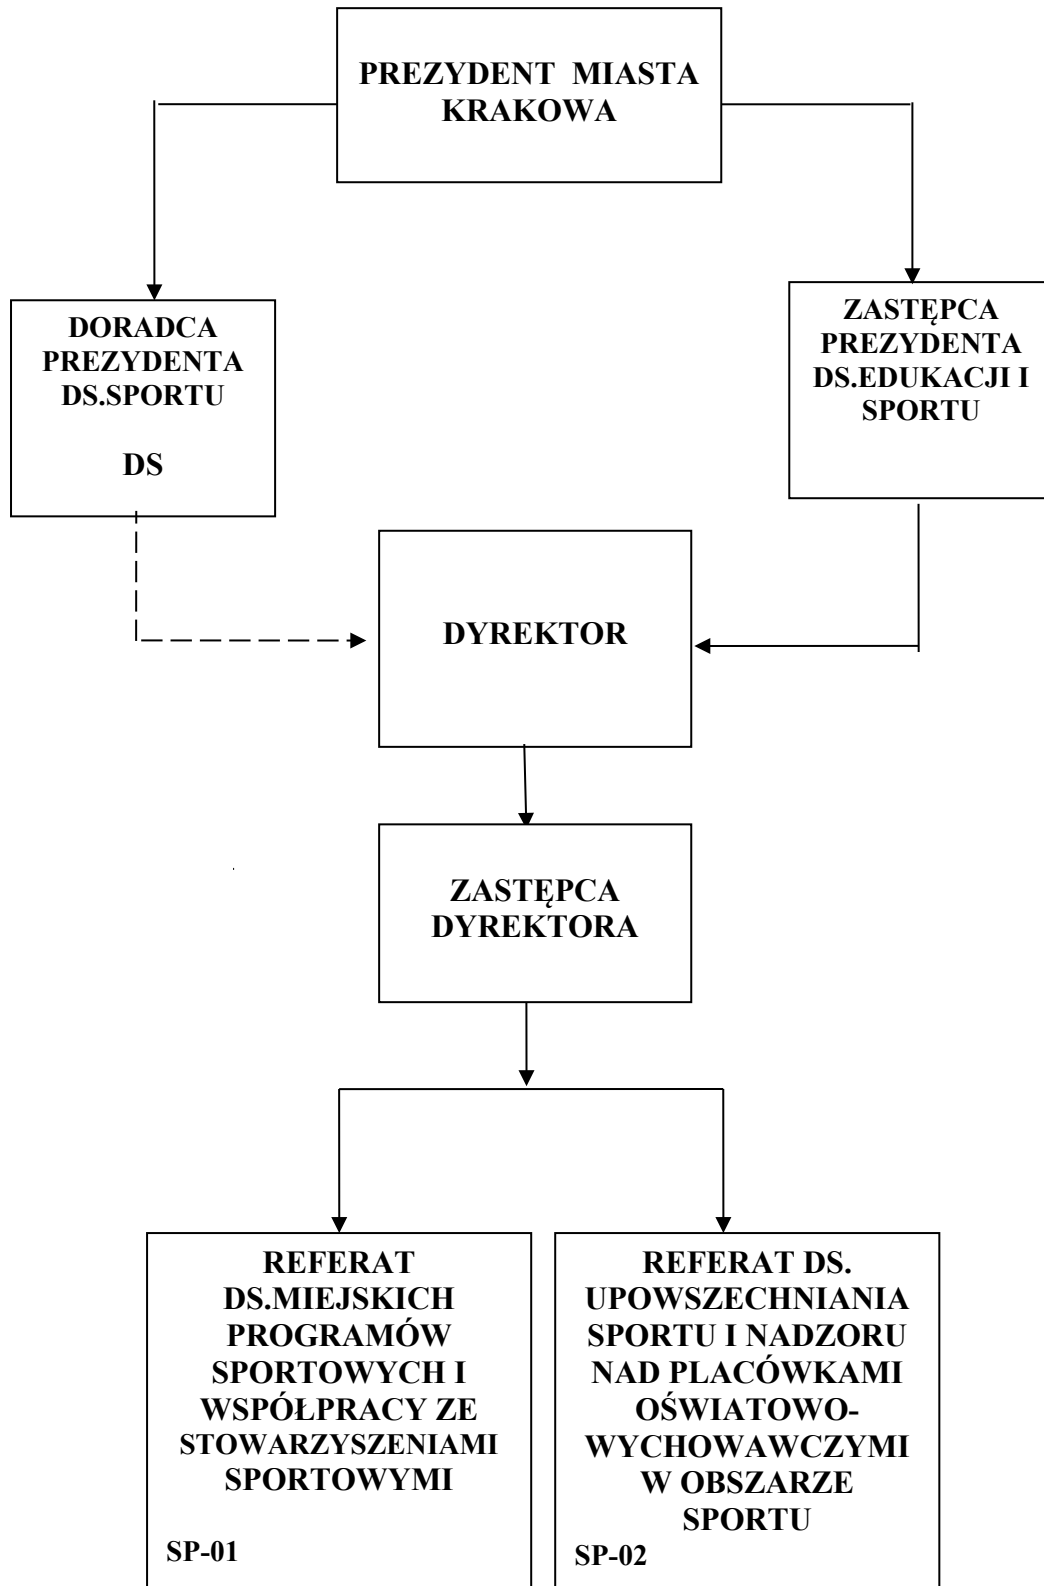 PREZYDENT MIASTA
KRAKOWA
DORADCA
PREZYDENTA
DS.SPORTU
DS
ZASTĘPCA
PREZYDENTA
DS.EDUKACJI I
SPORTU
DYREKTOR
ZASTĘPCA
DYREKTORA
REFERAT
DS.MIEJSKICH
PROGRAMÓW
SPORTOWYCH I
WSPÓŁPRACY ZE
STOWARZYSZENIAMI
SPORTOWYMI
SP-01
REFERAT DS.
UPOWSZECHNIANIA
SPORTU I NADZORU
NAD PLACÓWKAMI
OŚWIATOWO-
WYCHOWAWCZYMI
W OBSZARZE
SPORTU
SP-02